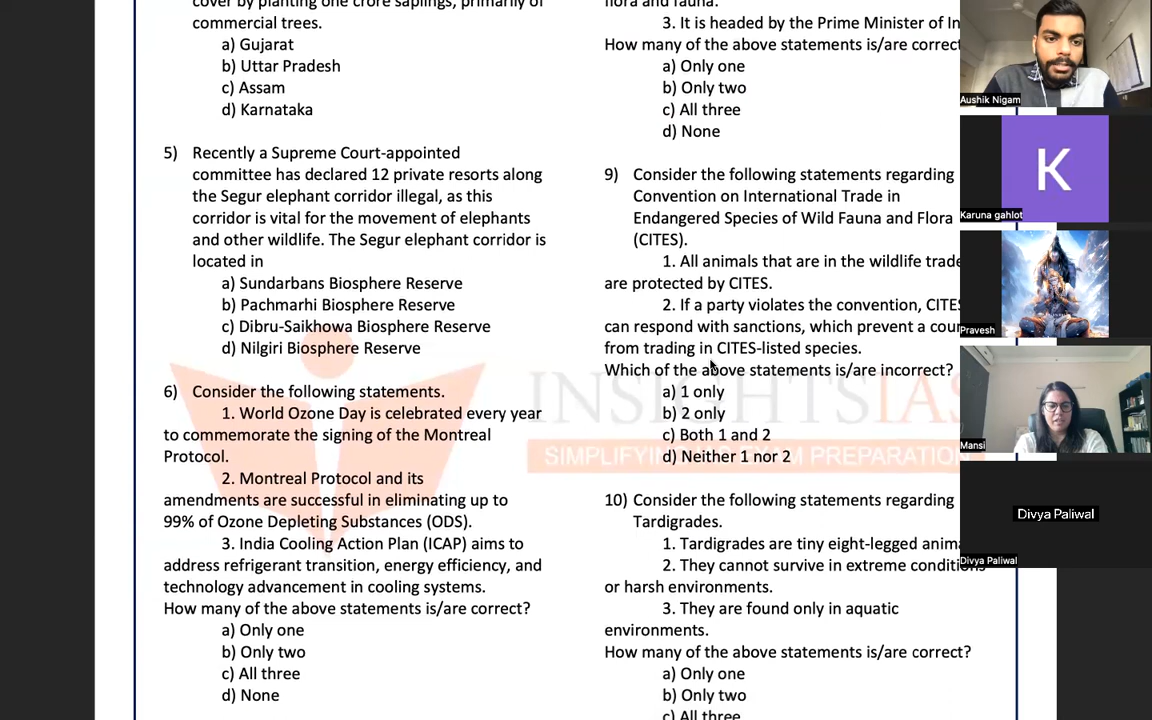 cover by planting one crore saplings, primarily of
commercial trees.
a) Gujarat
b) Uttar Pradesh
c) Assam
d) Karnataka
5) Recently a Supreme Court-appointed
committee has declared 12 private resorts along
the Segur elephant corridor illegal, as this
corridor is vital for the movement of elephants
and other wildlife. The Segur elephant corridor is
located in
a) Sundarbans Biosphere Reserve
b) Pachmarhi Biosphere Reserve
c) Dibru-Saikhowa Biosphere Reserve
d) Nilgiri Biosphere Reserve
6) Consider the following statements.
1. World Ozone Day is celebrated every year
to commemorate the signing of the Montreal
Protocol.
2. Montreal Protocol and its
amendments are successful in eliminating up to
99% of Ozone Depleting Substances (ODS).
3. India Cooling Action Plan (ICAP) aims to
address refrigerant transition, energy efficiency, and
technology advancement in cooling systems.
How many of the above statements is/are correct?
a) Only one
b) Only two
c) All three
d) None
flora and fauna.
3. It is headed by the Prime Minister of In
How many of the above statements is/are correct
a) Only one
b) Only two
c) All three
d) None
9) Consider the following statements regarding
Convention on International Trade in
Endangered Species of Wild Fauna and Flora
(CITES).
1. All animals that are in the wildlife trade
are protected by CITES.
2. If a party violates the convention, CITES
can respond with sanctions, which prevent a cou
from trading in CITES-listed species.
Which of the above statements is/are incorrect?
a) 1 only
b) 2 only
c) Both 1 and 2
d) Neither 1 nor 2
10) Consider the following statements regarding
Tardigrades.
1. Tardigrades are tiny eight-legged anim
2. They cannot survive in extreme conditions
or harsh environments.
3. They are found only in aquatic
environments.
How many of the above statements is/are correct?
a) Only one
b) Only two
c) All three
INSIGHTSIAS
SIMPLIFYING EXAM PREPARATION
Aushik Nigam
K
Karuna gahlot
Pravesh
Mansi
Divya Paliwal
Divya Paliwal